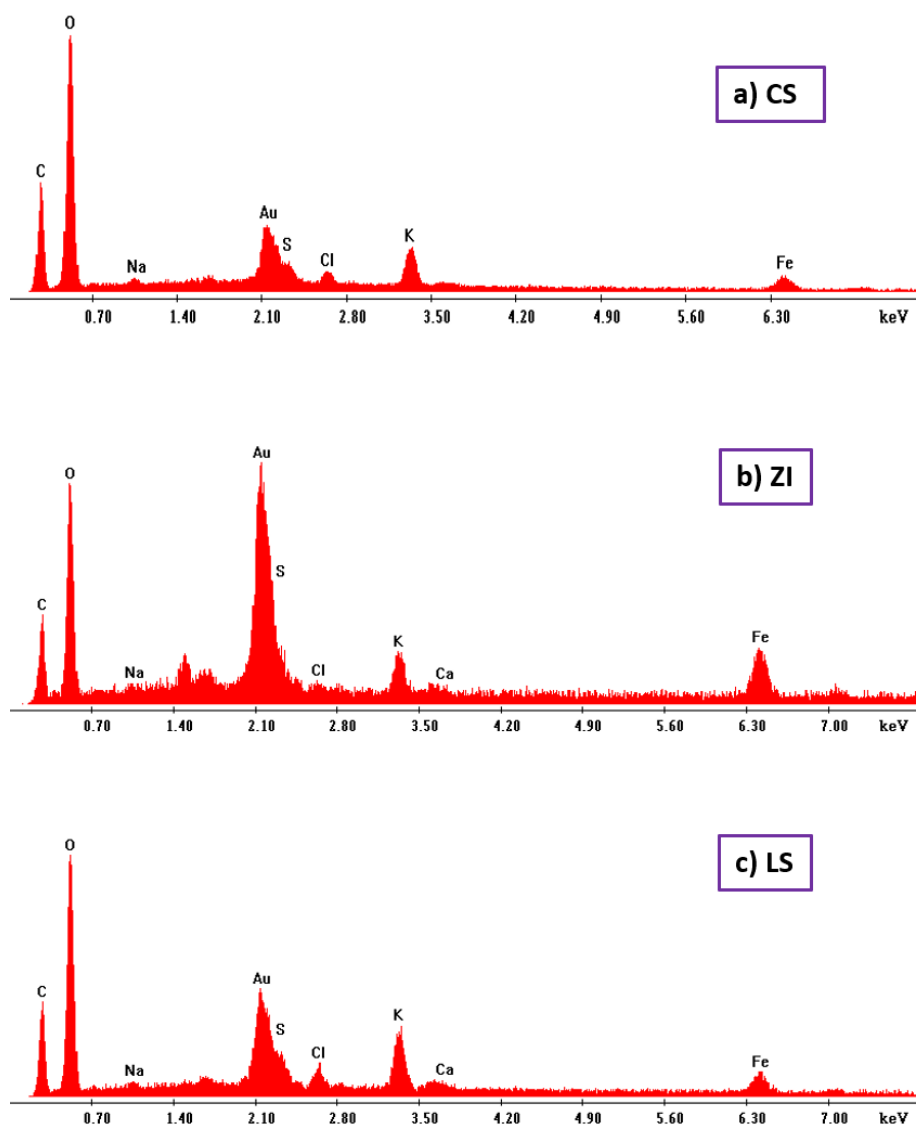 O
a) CS
C
Au
S
K
Na
Cl
Fe
0.70 1.40 2.10 2.80 3.50 4.20 4.90 5.60 6.30 keV
Au
b) ZI
O
S
C
K
Fe
Na
Cl
Ca
0.70 1.40 2.10 2.80 3.50 4.20 4.90 5.60 6.30 7.00 keV
O
c) LS
Au
C
K
S
Cl
Na
Ca
Fe
0.70 1.40 2.10 2.80 3.50 4.20 4.90 5.60 6.30 7.00 keV